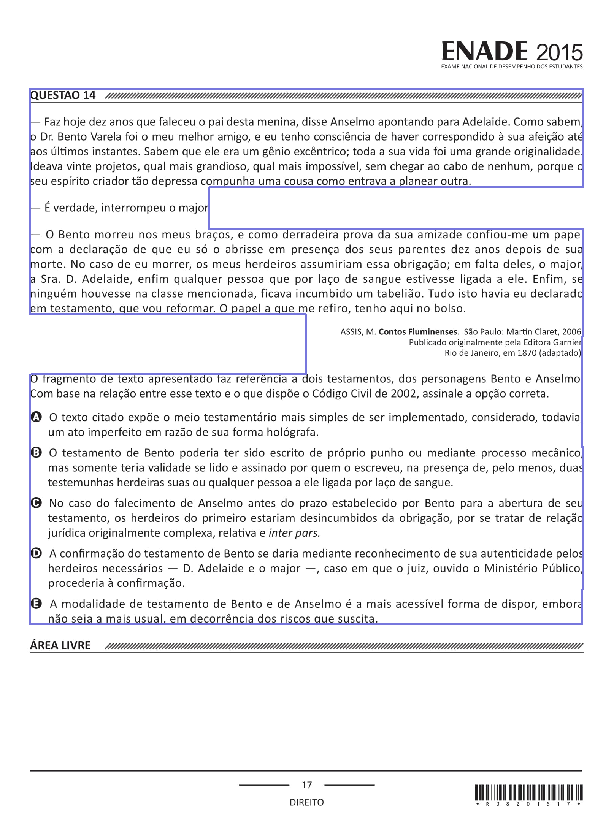 ENADE 2015
EXAME NACIONAL DE DESEMPENHO DOS ESTUDANTES
QUESTÃO 14
— Faz hoje dez anos que faleceu o pai desta menina, disse Anselmo apontando para Adelaide. Como sabem,
o Dr. Bento Varela foi o meu melhor amigo, e eu tenho consciência de haver correspondido à sua afeição até
aos últimos instantes. Sabem que ele era um gênio excêntrico; toda a sua vida foi uma grande originalidade.
Ideava vinte projetos, qual mais grandioso, qual mais impossível, sem chegar ao cabo de nenhum, porque o
seu espírito criador tão depressa compunha uma cousa como entrava a planear outra.
— É verdade, interrompeu o major
— O Bento morreu nos meus braços, e como derradeira prova da sua amizade confiou-me um papel
com a declaração de que eu só o abrisse em presença dos seus parentes dez anos depois de sua
morte. No caso de eu morrer, os meus herdeiros assumiriam essa obrigação; em falta deles, o major,
a Sra. D. Adelaide, enfim qualquer pessoa que por laço de sangue estivesse ligada a ele. Enfim, se
ninguém houvesse na classe mencionada, ficava incumbido um tabelião. Tudo isto havia eu declarado
em testamento, que vou reformar. O papel a que me refiro, tenho aqui no bolso.
ASSIS, M. Contos Fluminenses. São Paulo: Martin Claret, 2006
Publicado originalmente pela Editora Garnier
Rio de Janeiro, em 1870 (adaptado)
O fragmento de texto apresentado faz referência a dois testamentos, dos personagens Bento e Anselmo.
Com base na relação entre esse texto e o que dispõe o Código Civil de 2002, assinale a opção correta.
A O texto citado expõe o meio testamentário mais simples de ser implementado, considerado, todavia,
um ato imperfeito em razão de sua forma hológrafa.
B O testamento de Bento poderia ter sido escrito de próprio punho ou mediante processo mecânico,
mas somente teria validade se lido e assinado por quem o escreveu, na presença de, pelo menos, duas
testemunhas herdeiras suas ou qualquer pessoa a ele ligada por laço de sangue.
C No caso do falecimento de Anselmo antes do prazo estabelecido por Bento para a abertura de seu
testamento, os herdeiros do primeiro estariam desincumbidos da obrigação, por se tratar de relação
jurídica originalmente complexa, relativa e inter pars.
D A confirmação do testamento de Bento se daria mediante reconhecimento de sua autenticidade pelos
herdeiros necessários — D. Adelaide e o major —, caso em que o juiz, ouvido o Ministério Público,
procederia à confirmação.
E A modalidade de testamento de Bento e de Anselmo é a mais acessível forma de dispor, embora
não seja a mais usual, em decorrência dos riscos que suscita.
ÁREA LIVRE
17
DIREITO
*R08201517*